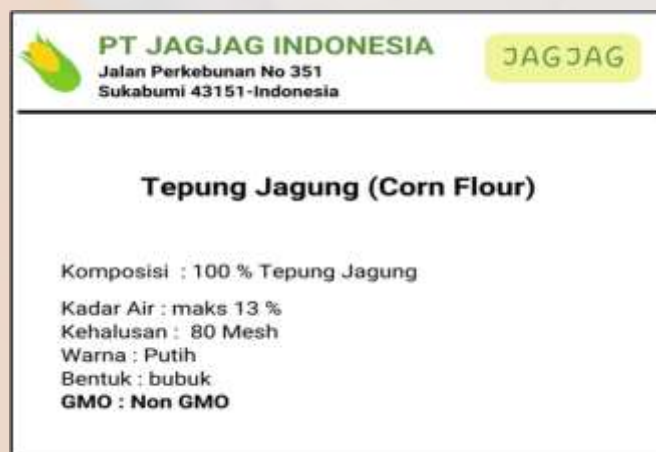 PT JAGJAG INDONESIA
JAGJAG
Jalan Perkebunan No 351
Sukabumi 43151-Indonesia
Tepung Jagung (Corn Flour)
Komposisi : 100 % Tepung Jagung
Kadar Air : maks 13 %
Kehalusan : 80 Mesh
Warna : Putih
Bentuk : bubuk
GMO : Non GMO